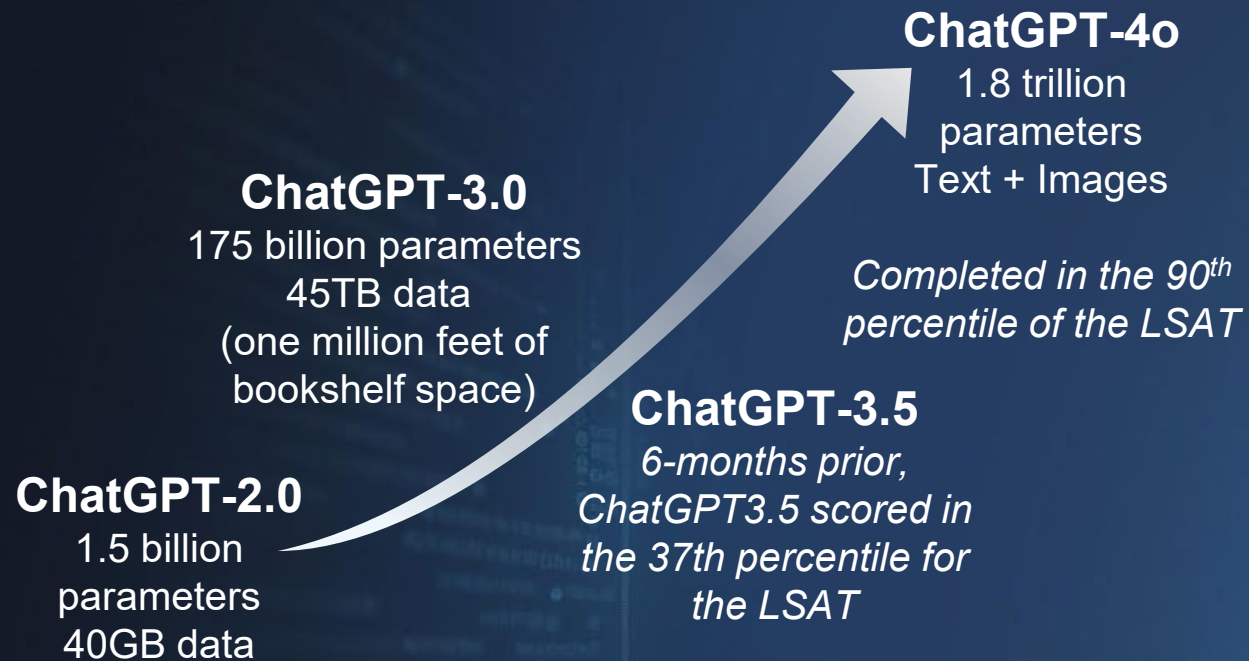 ChatGPT-4o
1.8 trillion
parameters
Text + Images
Completed in the 90th
percentile of the LSAT
ChatGPT-3.0
175 billion parameters
45TB data
(one million feet of
bookshelf space)
ChatGPT-3.5
6-months prior,
ChatGPT3.5 scored in
the 37th percentile for
the LSAT
ChatGPT-2.0
1.5 billion
parameters
40GB data